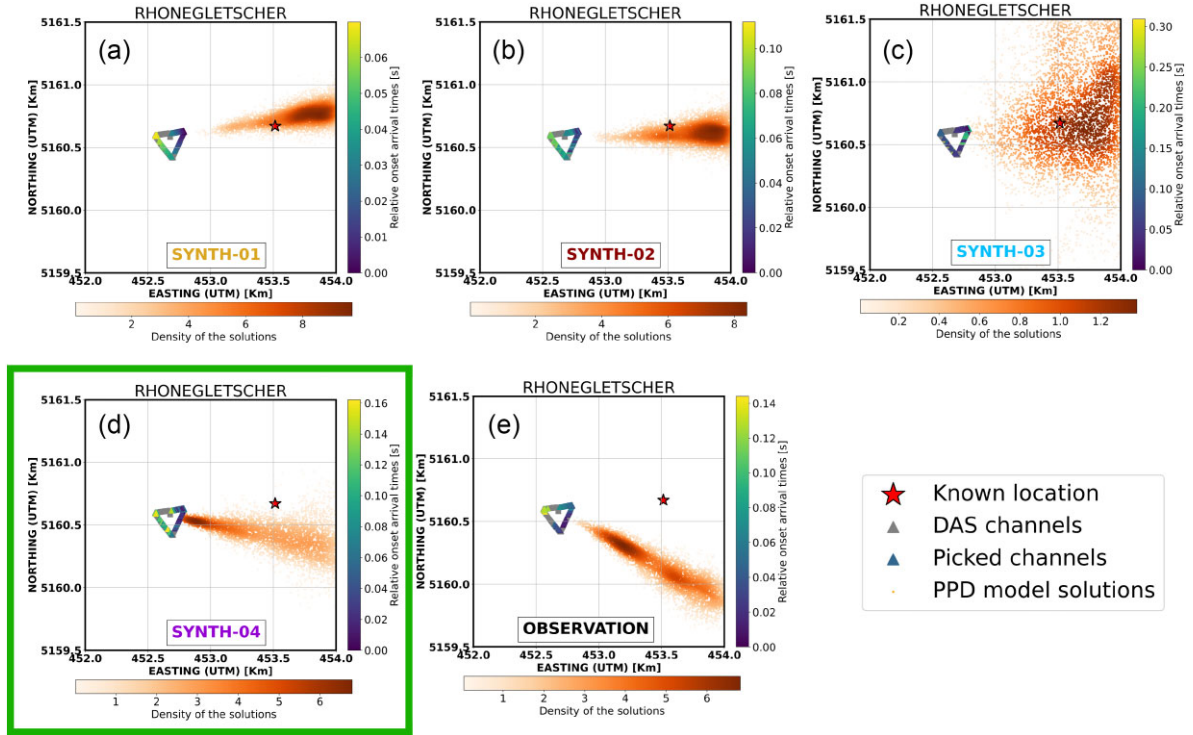 RHONEGLETSCHER
(a)
NORTHING (UTM) [Km]
5161.5
5161.0
5160.5
5160.0
5159.5
452.0 452.5 453.0 453.5 454.0
EASTING (UTM) [Km]
SYNTH-01
Relative onset arrival times [s]
0.06
0.05
0.04
0.03
0.02
0.01
0.00
2 4 6 8
Density of the solutions
RHONEGLETSCHER
(b)
NORTHING (UTM) [Km]
5161.5
5161.0
5160.5
5160.0
5159.5
452.0 452.5 453.0 453.5 454.0
EASTING (UTM) [Km]
SYNTH-02
Relative onset arrival times [s]
0.10
0.08
0.06
0.04
0.02
0.00
2 4 6 8
Density of the solutions
RHONEGLETSCHER
(c)
NORTHING (UTM) [Km]
5161.5
5161.0
5160.5
5160.0
5159.5
452.0 452.5 453.0 453.5 454.0
EASTING (UTM) [Km]
SYNTH-03
Relative onset arrival times [s]
0.30
0.25
0.20
0.15
0.10
0.05
0.00
0.2 0.4 0.6 0.8 1.0 1.2
Density of the solutions
RHONEGLETSCHER
(d)
NORTHING (UTM) [Km]
5161.5
5161.0
5160.5
5160.0
5159.5
452.0 452.5 453.0 453.5 454.0
EASTING (UTM) [Km]
SYNTH-04
Relative onset arrival times [s]
0.16
0.14
0.12
0.10
0.08
0.06
0.04
0.02
0.00
1 2 3 4 5 6
Density of the solutions
RHONEGLETSCHER
(e)
NORTHING (UTM) [Km]
5161.5
5161.0
5160.5
5160.0
5159.5
452.0 452.5 453.0 453.5 454.0
EASTING (UTM) [Km]
OBSERVATION
Relative onset arrival times [s]
0.14
0.12
0.10
0.08
0.06
0.04
0.02
0.00
1 2 3 4 5 6
Density of the solutions
Known location
DAS channels
Picked channels
PPD model solutions